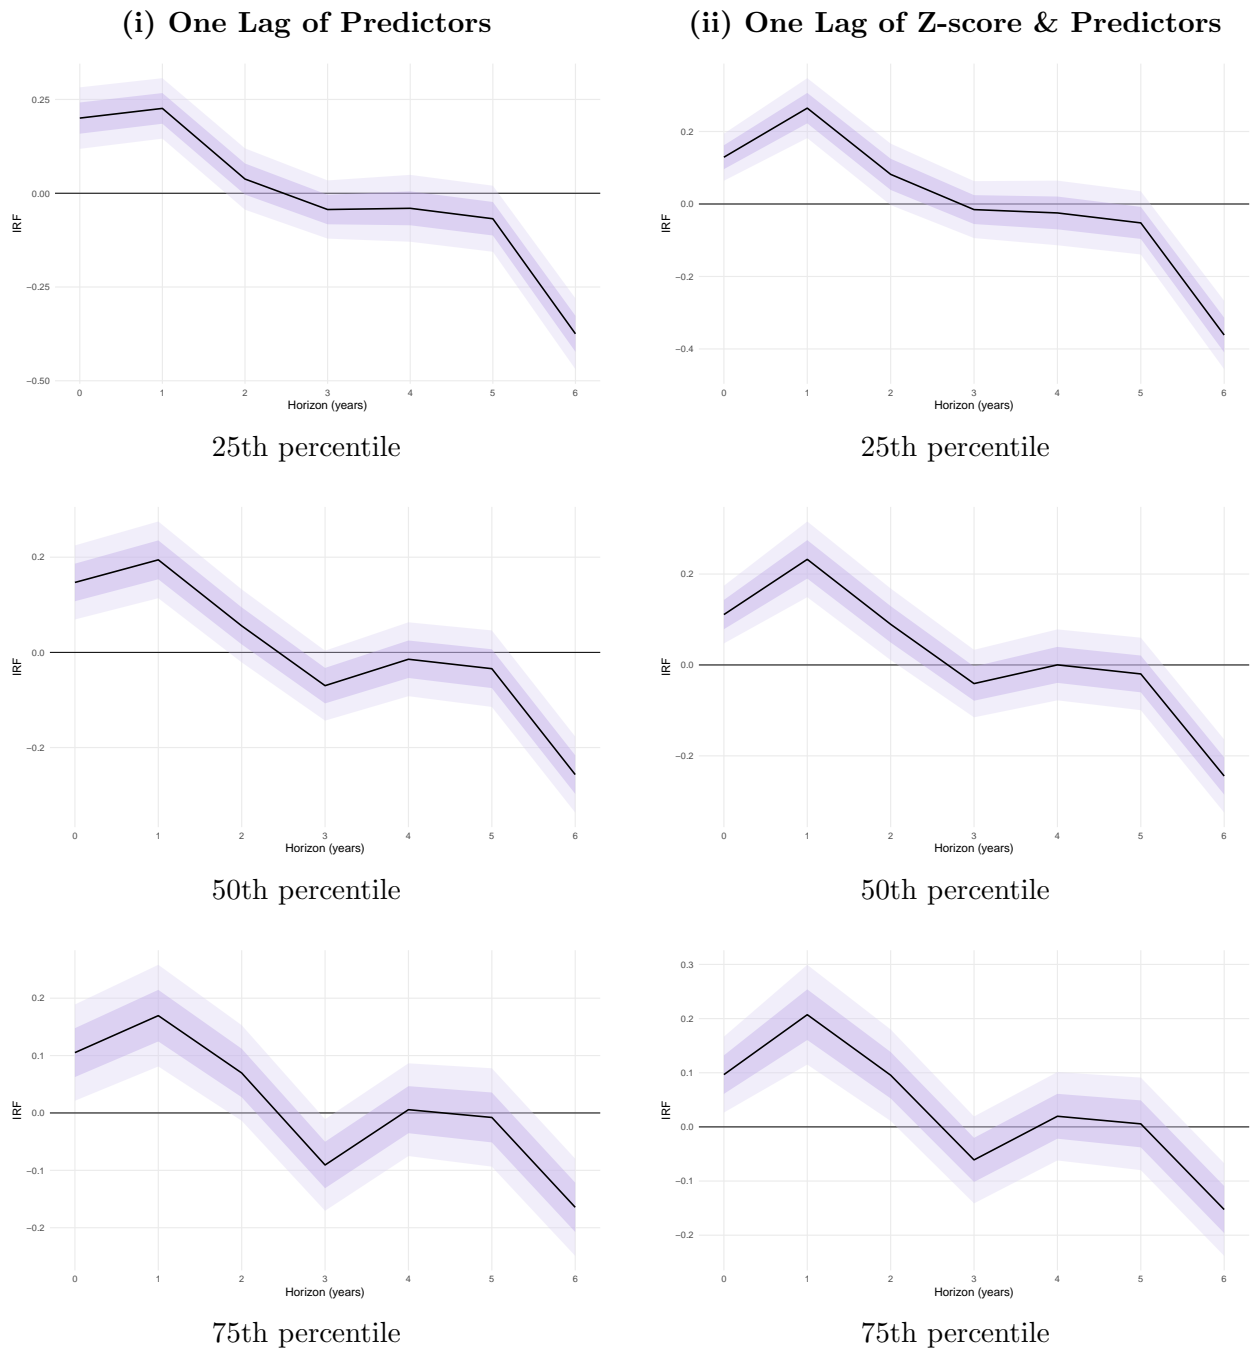 (i) One Lag of Predictors
(ii) One Lag of Z-score & Predictors
0.25
0.00
−0.25
−0.50
IRF
0 1 2 3 4 5 6
Horizon (years)
25th percentile
0.2
0.0
−0.2
−0.4
IRF
0 1 2 3 4 5 6
Horizon (years)
25th percentile
0.2
0.0
−0.2
IRF
0 1 2 3 4 5 6
Horizon (years)
50th percentile
0.2
0.0
−0.2
IRF
0 1 2 3 4 5 6
Horizon (years)
50th percentile
0.2
0.1
0.0
−0.1
−0.2
IRF
0 1 2 3 4 5 6
Horizon (years)
75th percentile
0.3
0.2
0.1
0.0
−0.1
−0.2
IRF
0 1 2 3 4 5 6
Horizon (years)
75th percentile